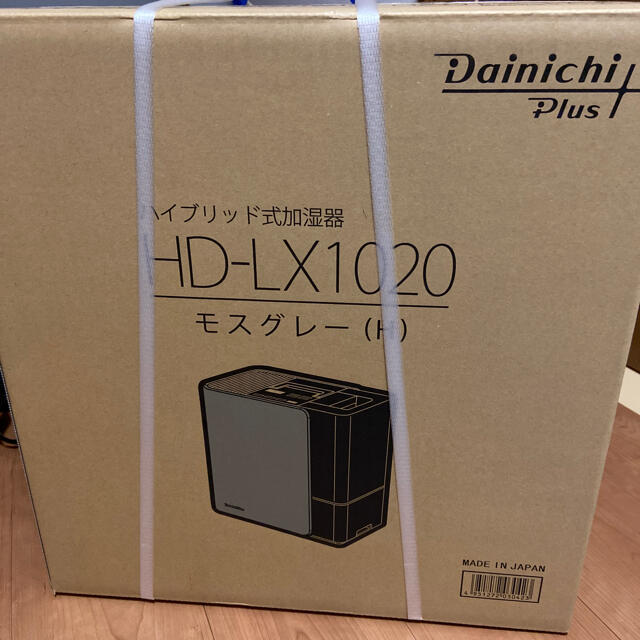 Dainichi
Plus
ハイブリッド式加湿器
HD-LX1020
モスグレー(H)
MADE IN JAPAN